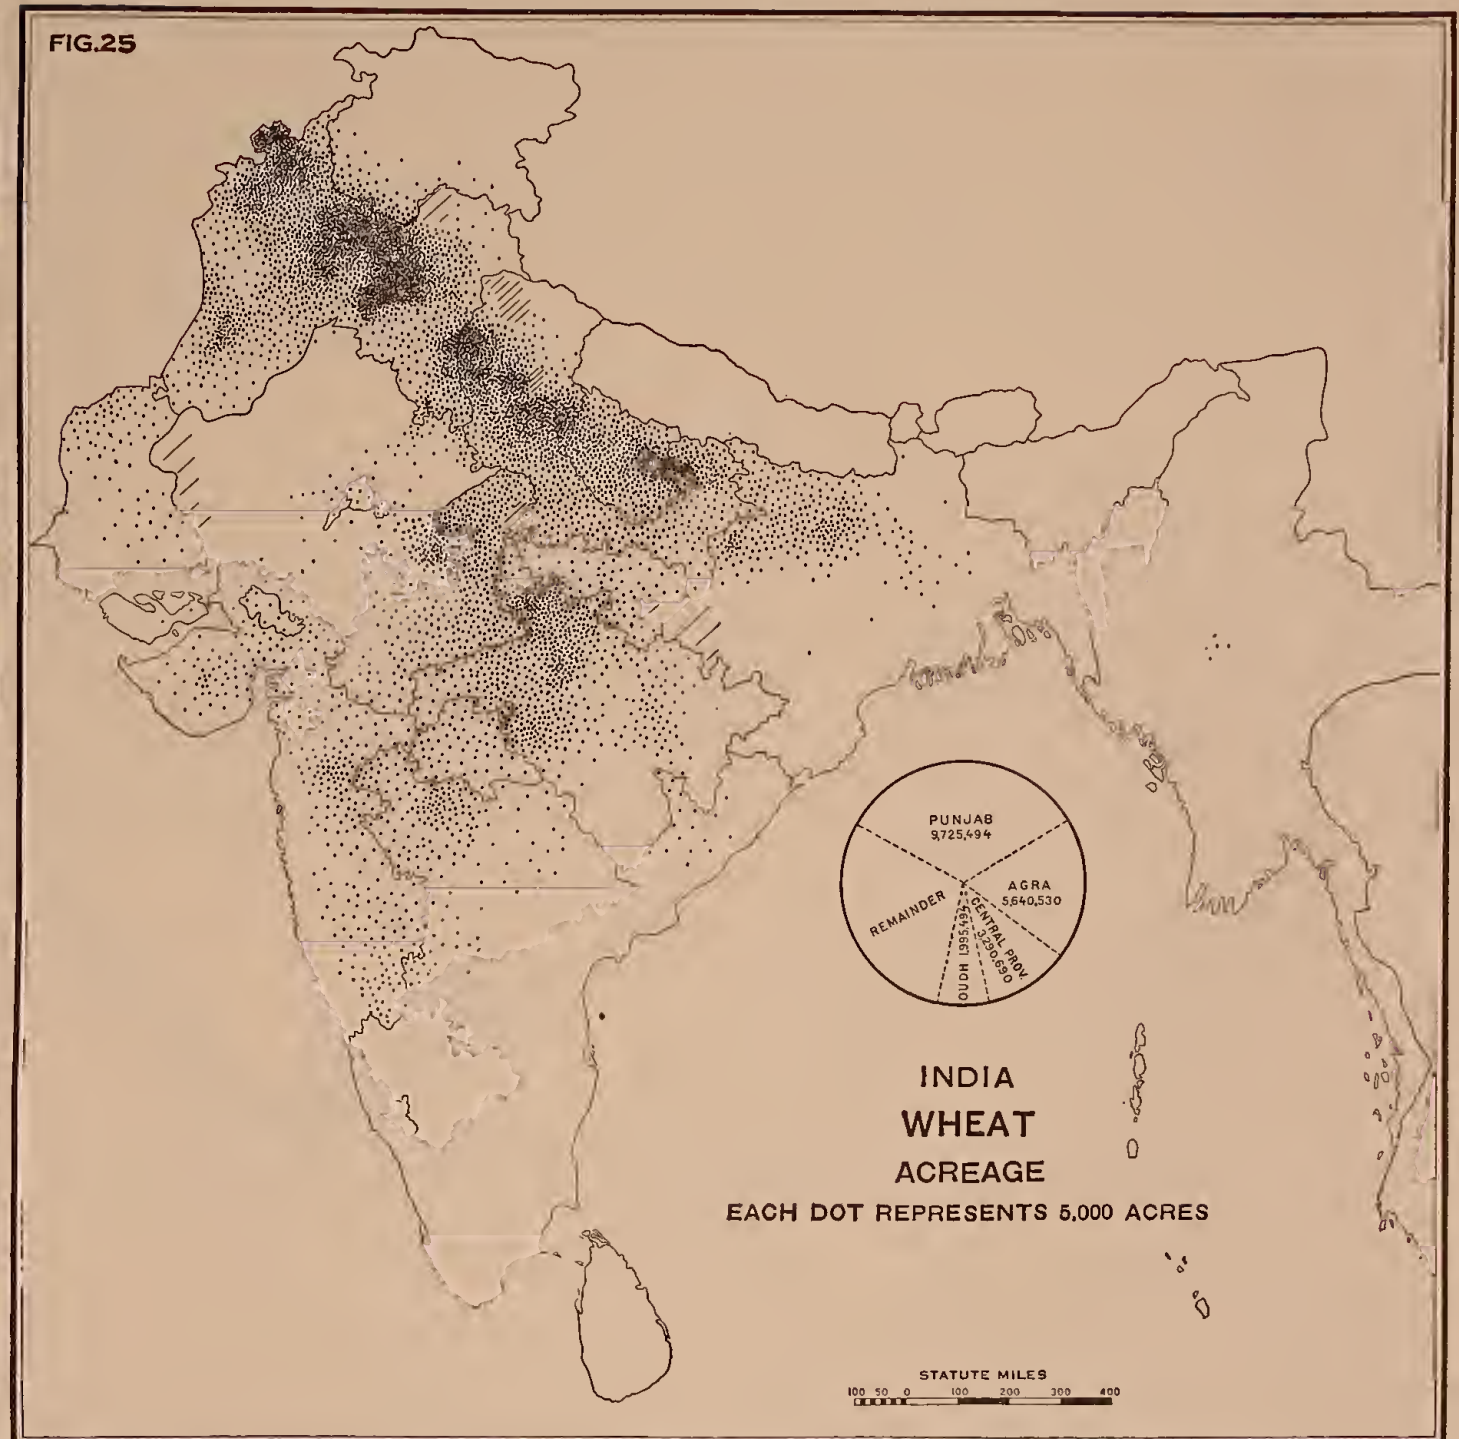 FIG.25
PUNJAB
9,725,494
AGRA
5,640,530
CENTRAL PROV.
3,290,690
OUDH 1,995,494
REMAINDER
INDIA
WHEAT
ACREAGE
EACH DOT REPRESENTS 5,000 ACRES
STATUTE MILES
100 50 0 100 200 300 400